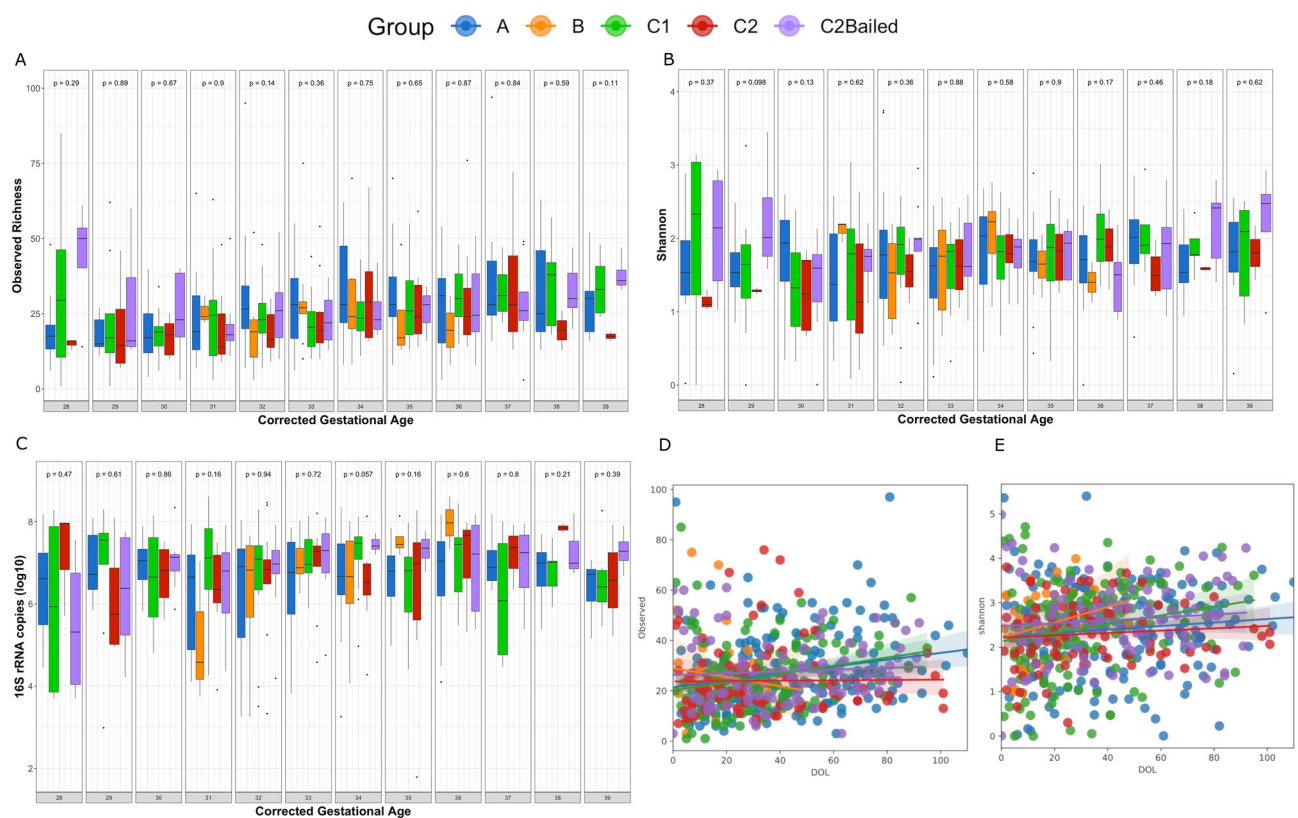 Group A B C1 C2 C2Bailed
A
p = 0.29 p = 0.89 p = 0.67 p = 0.9 p = 0.14 p = 0.36 p = 0.75 p = 0.65 p = 0.87 p = 0.84 p = 0.59 p = 0.11
Observed Richness
100
75
50
25
0
28 29 30 31 32 33 34 35 36 37 38 39
Corrected Gestational Age
B
p = 0.37 p = 0.098 p = 0.13 p = 0.62 p = 0.36 p = 0.88 p = 0.58 p = 0.9 p = 0.17 p = 0.46 p = 0.18 p = 0.62
Shannon
4
3
2
1
0
28 29 30 31 32 33 34 35 36 37 38 39
Corrected Gestational Age
C
p = 0.47 p = 0.61 p = 0.86 p = 0.16 p = 0.94 p = 0.72 p = 0.057 p = 0.16 p = 0.6 p = 0.8 p = 0.21 p = 0.39
16S rRNA copies (log10)
8
6
4
2
28 29 30 31 32 33 34 35 36 37 38 39
Corrected Gestational Age
D
Observed
100
80
60
40
20
0
0 20 40 60 80 100
DOL
E
shannon
5
4
3
2
1
0
0 20 40 60 80 100
DOL